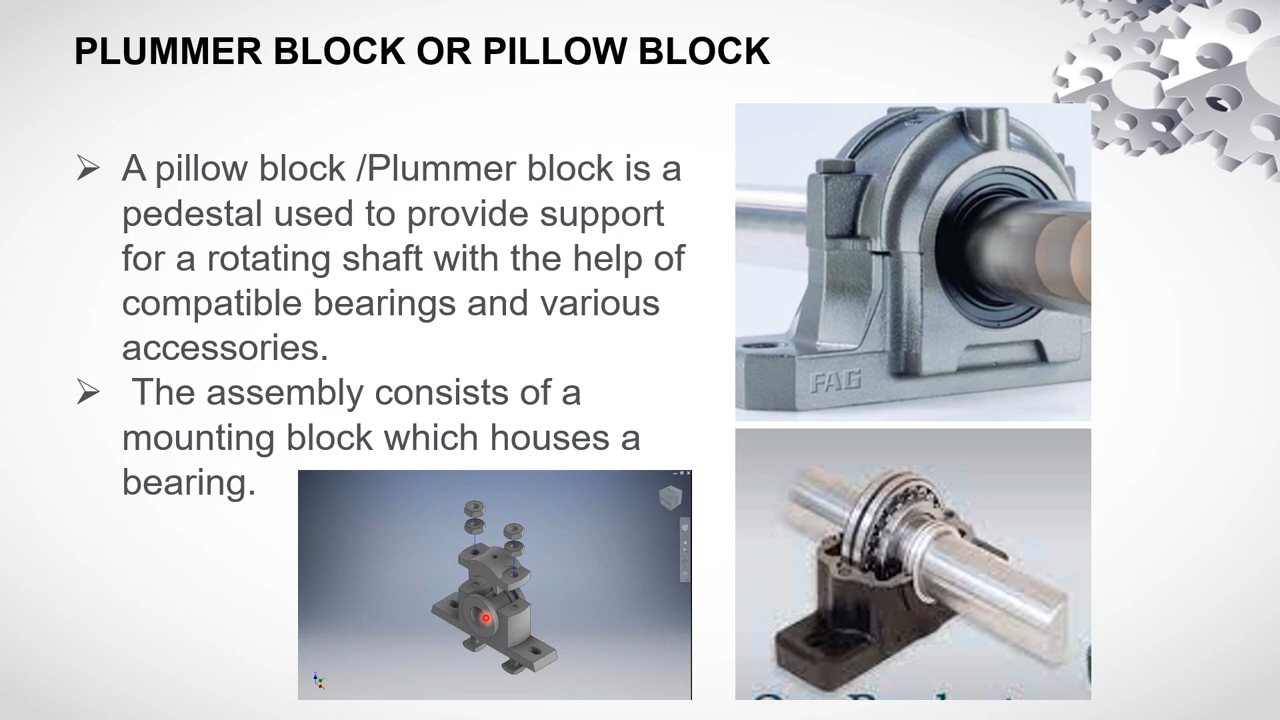 PLUMMER BLOCK OR PILLOW BLOCK
➢ A pillow block /Plummer block is a
pedestal used to provide support
for a rotating shaft with the help of
compatible bearings and various
accessories.
➢ The assembly consists of a
mounting block which houses a
bearing.
FAG